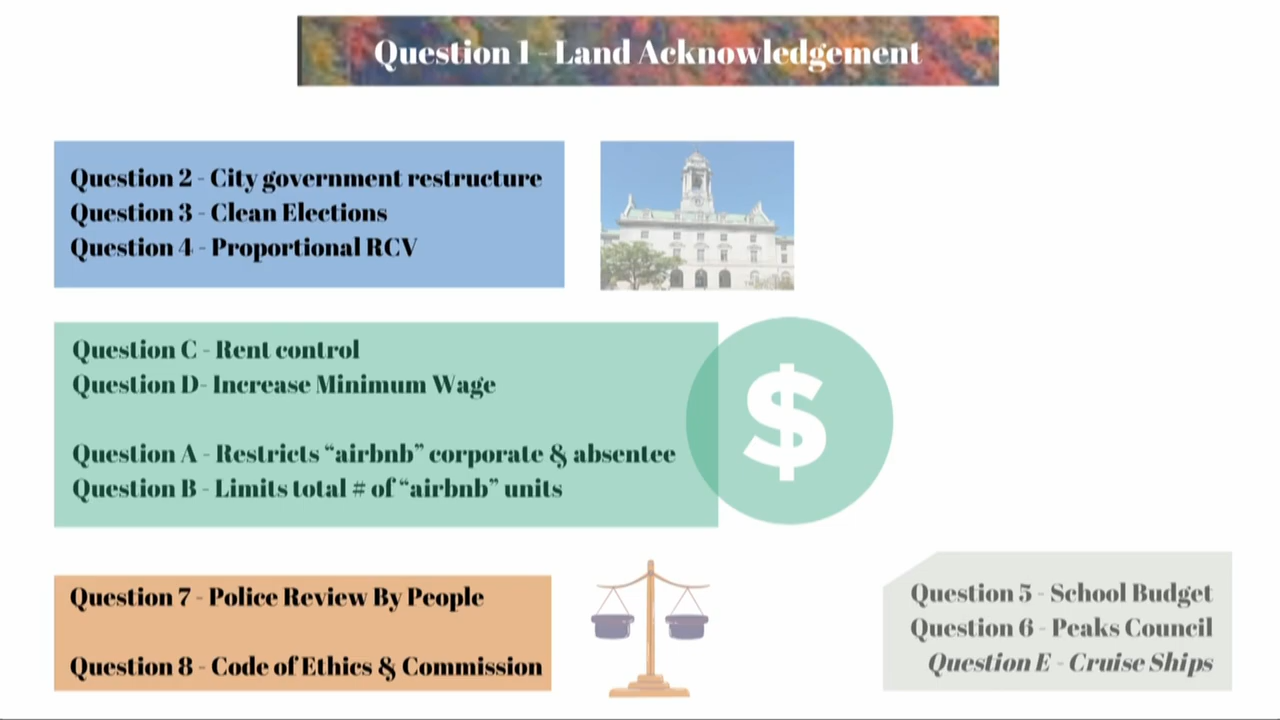 Question 1 - Land Acknowledgement
Question 2 - City government restructure
Question 3 - Clean Elections
Question 4 - Proportional RCV
Question C - Rent control
Question D- Increase Minimum Wage
Question A - Restricts “airbnb” corporate & absentee
Question B - Limits total # of “airbnb” units
$
Question 7 - Police Review By People
Question 8 - Code of Ethics & Commission
Question 5 - School Budget
Question 6 - Peaks Council
Question E - Cruise Ships